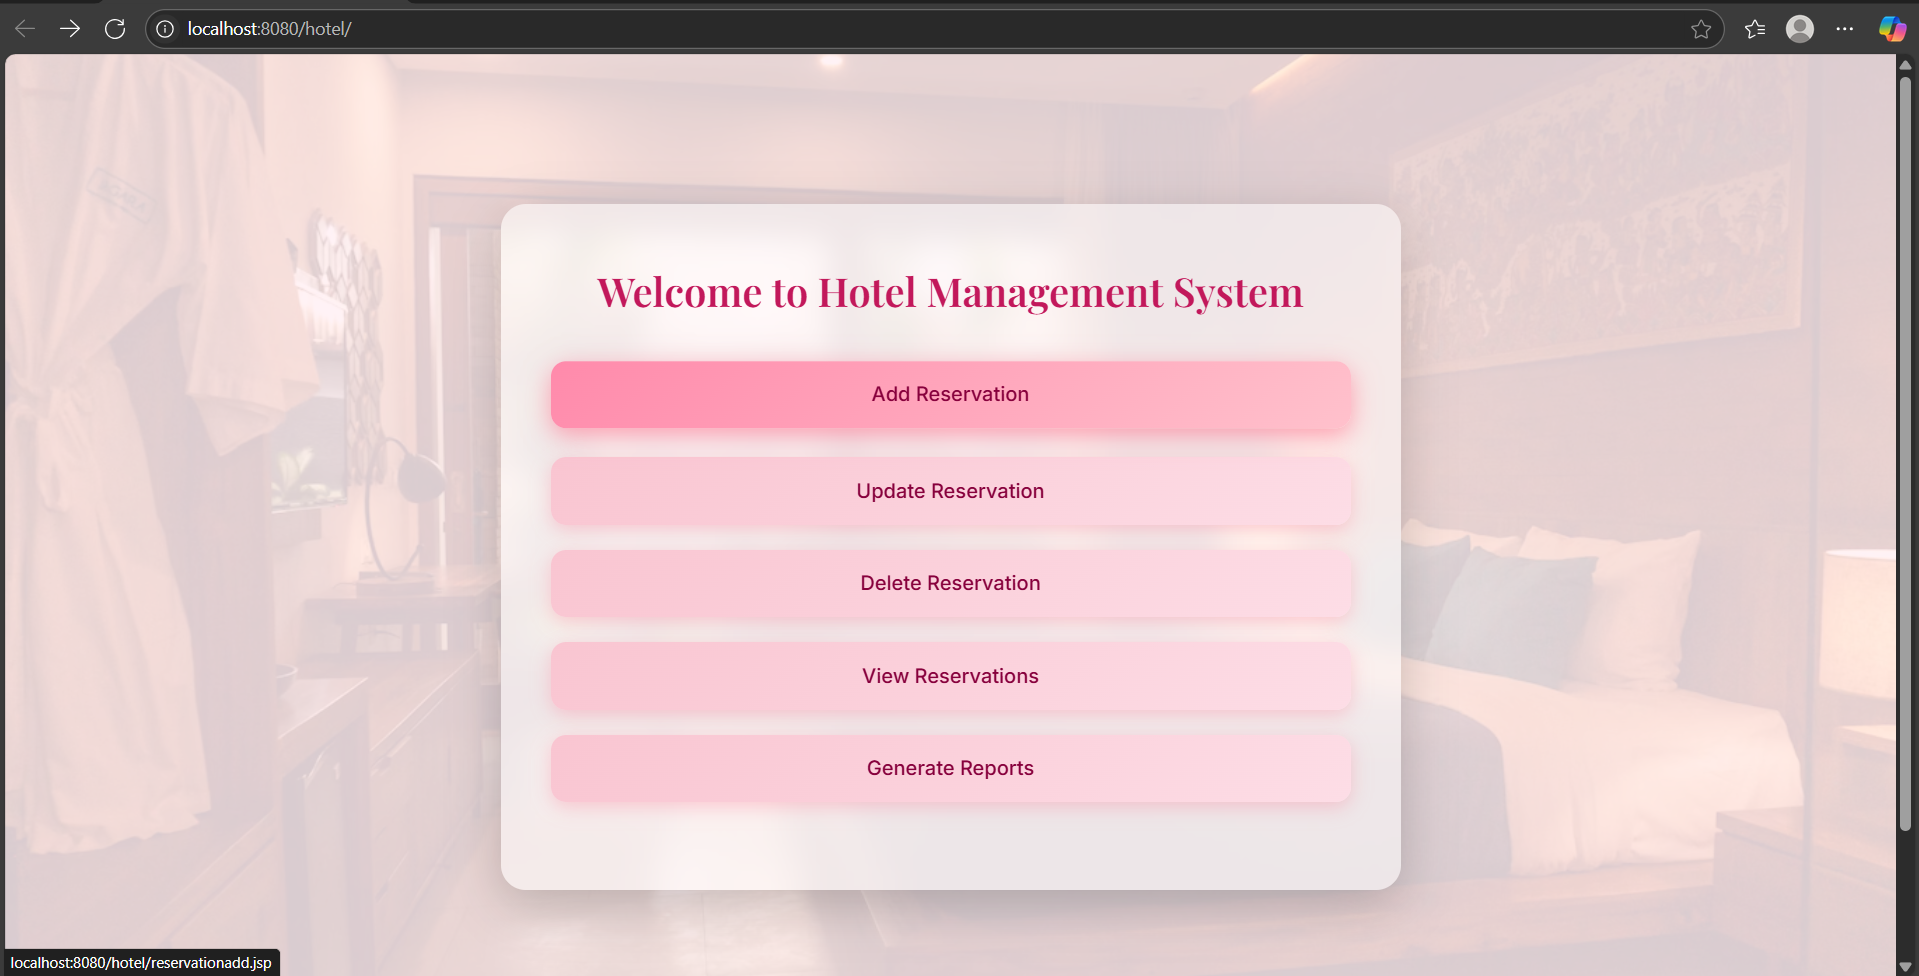 localhost:8080/hotel/
Welcome to Hotel Management System
Add Reservation
Update Reservation
Delete Reservation
View Reservations
Generate Reports
localhost:8080/hotel/reservationadd.jsp